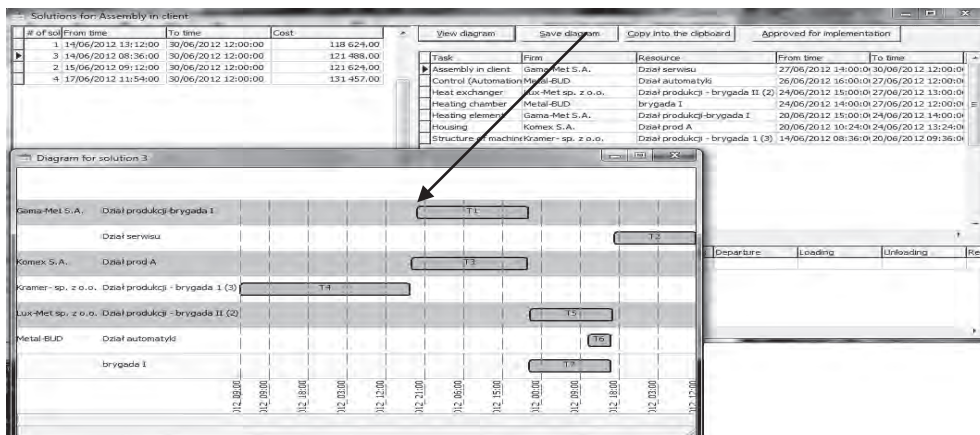 Solutions for: Assembly in client
# of sol From time To time Cost
1 14/06/2012 13:12:00 30/06/2012 12:00:00 118 624,00
3 14/06/2012 08:36:00 30/06/2012 12:00:00 121 488,00
2 15/06/2012 09:12:00 30/06/2012 12:00:00 121 624,00
4 17/06/2012 11:54:00 30/06/2012 12:00:00 131 457,00
View diagram Save diagram Copy into the clipboard Approved for implementation
Task Firm Resource From time To time
Assembly in client Gama-Met S.A. Dział serwisu 27/06/2012 14:00:0 30/06/2012 12:00:0
Control (Automation Metal-BUD Dział automatyki 26/06/2012 16:00:0 27/06/2012 12:00:0
Heat exchanger Lux-Met sp. z o.o. Dział produkcji - brygada II (2) 24/06/2012 15:00:0 27/06/2012 13:00:0
Heating chamber Metal-BUD brygada I 24/06/2012 14:00:0 27/06/2012 12:00:0
Heating element Gama-Met S.A. Dział produkcji-brygada I 20/06/2012 15:00:0 24/06/2012 14:00:0
Housing Komex S.A. Dział prod A 20/06/2012 10:24:0 24/06/2012 13:24:0
Structure of machine Kramer- sp. z o.o. Dział produkcji - brygada 1 (3) 14/06/2012 08:36:0 20/06/2012 09:36:0
Departure Loading Unloading Re
Diagram for solution 3
Gama-Met S.A. Dział produkcji-brygada I T1
Dział serwisu T2
Komex S.A. Dział prod A T3
Kramer- sp. z o.o. Dział produkcji - brygada 1 (3) T4
Lux-Met sp. z o.o. Dział produkcji - brygada II (2) T5
Metal-BUD Dział automatyki T6
brygada I T7